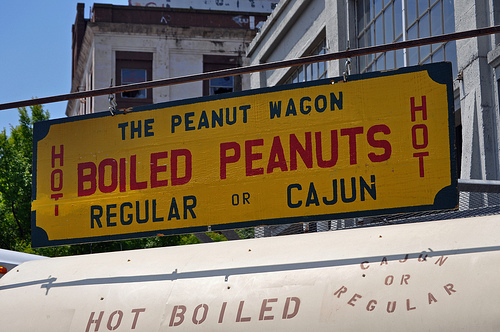 THE PEANUT WAGON
HOT BOILED PEANUTS HOT
REGULAR OR CAJUN
CAJUN
OR
REGULAR
HOT BOILED